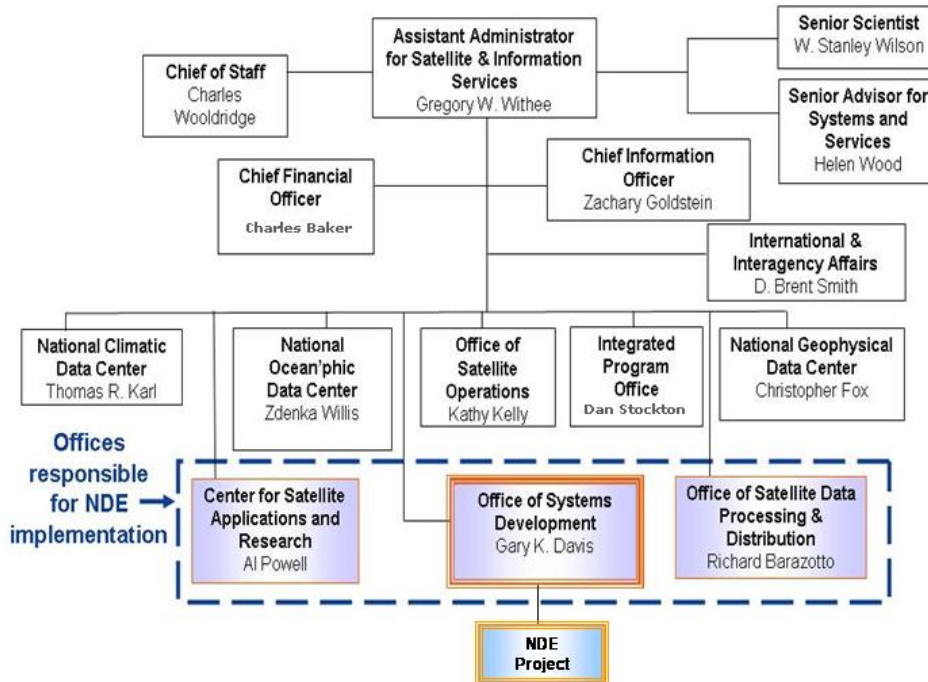 Assistant Administrator
for Satellite & Information
Services
Gregory W. Withee
Senior Scientist
W. Stanley Wilson
Chief of Staff
Charles
Wooldridge
Senior Advisor for
Systems and
Services
Helen Wood
Chief Financial
Officer
Charles Baker
Chief Information
Officer
Zachary Goldstein
International &
Interagency Affairs
D. Brent Smith
National Climatic
Data Center
Thomas R. Karl
National
Ocean'phic
Data Center
Zdenka Willis
Office of
Satellite
Operations
Kathy Kelly
Integrated
Program
Office
Dan Stockton
National Geophysical
Data Center
Christopher Fox
Offices
responsible
for NDE
implementation
Center for Satellite
Applications and
Research
Al Powell
Office of Systems
Development
Gary K. Davis
Office of Satellite Data
Processing &
Distribution
Richard Barazotto
NDE
Project